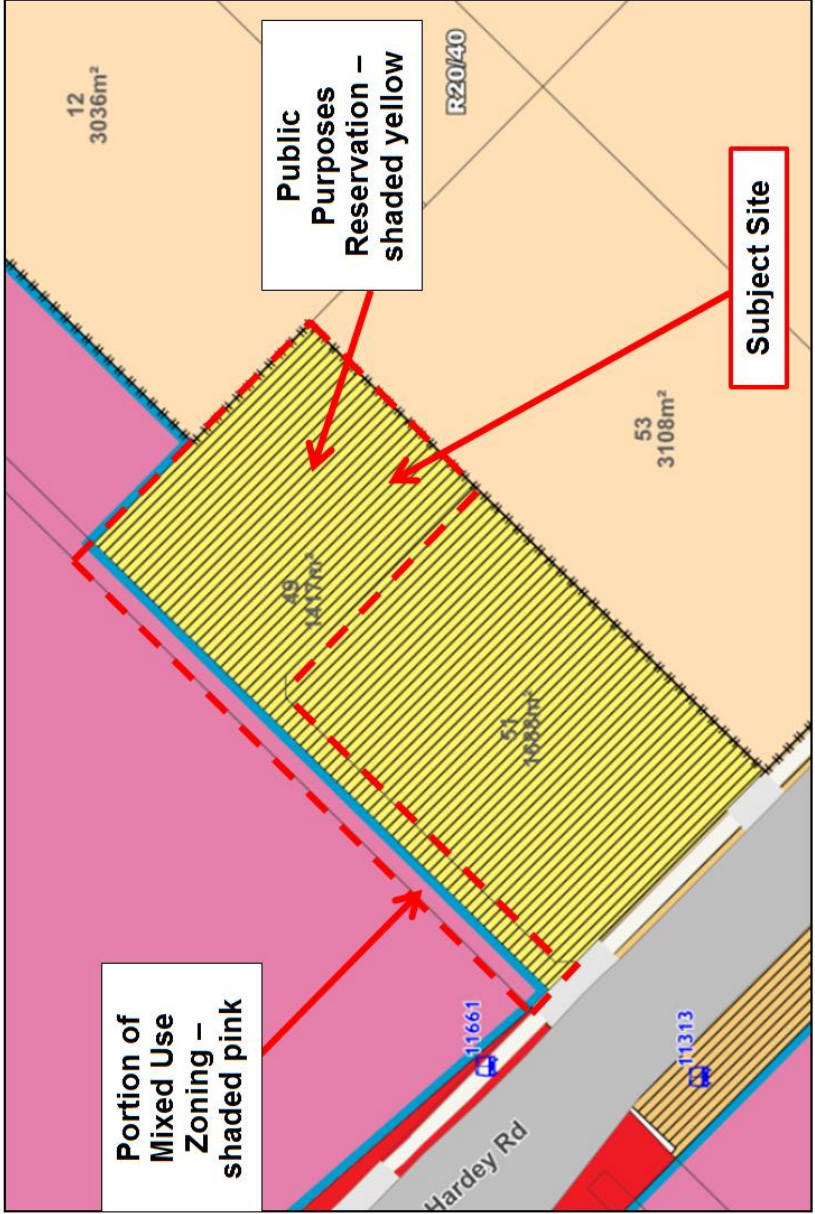 12
3036m²
R20/40
Public
Purposes
Reservation –
shaded yellow
Subject Site
53
3108m²
49
1417m²
51
1688m²
Portion of
Mixed Use
Zoning –
shaded pink
11661
11313
Hardey Rd